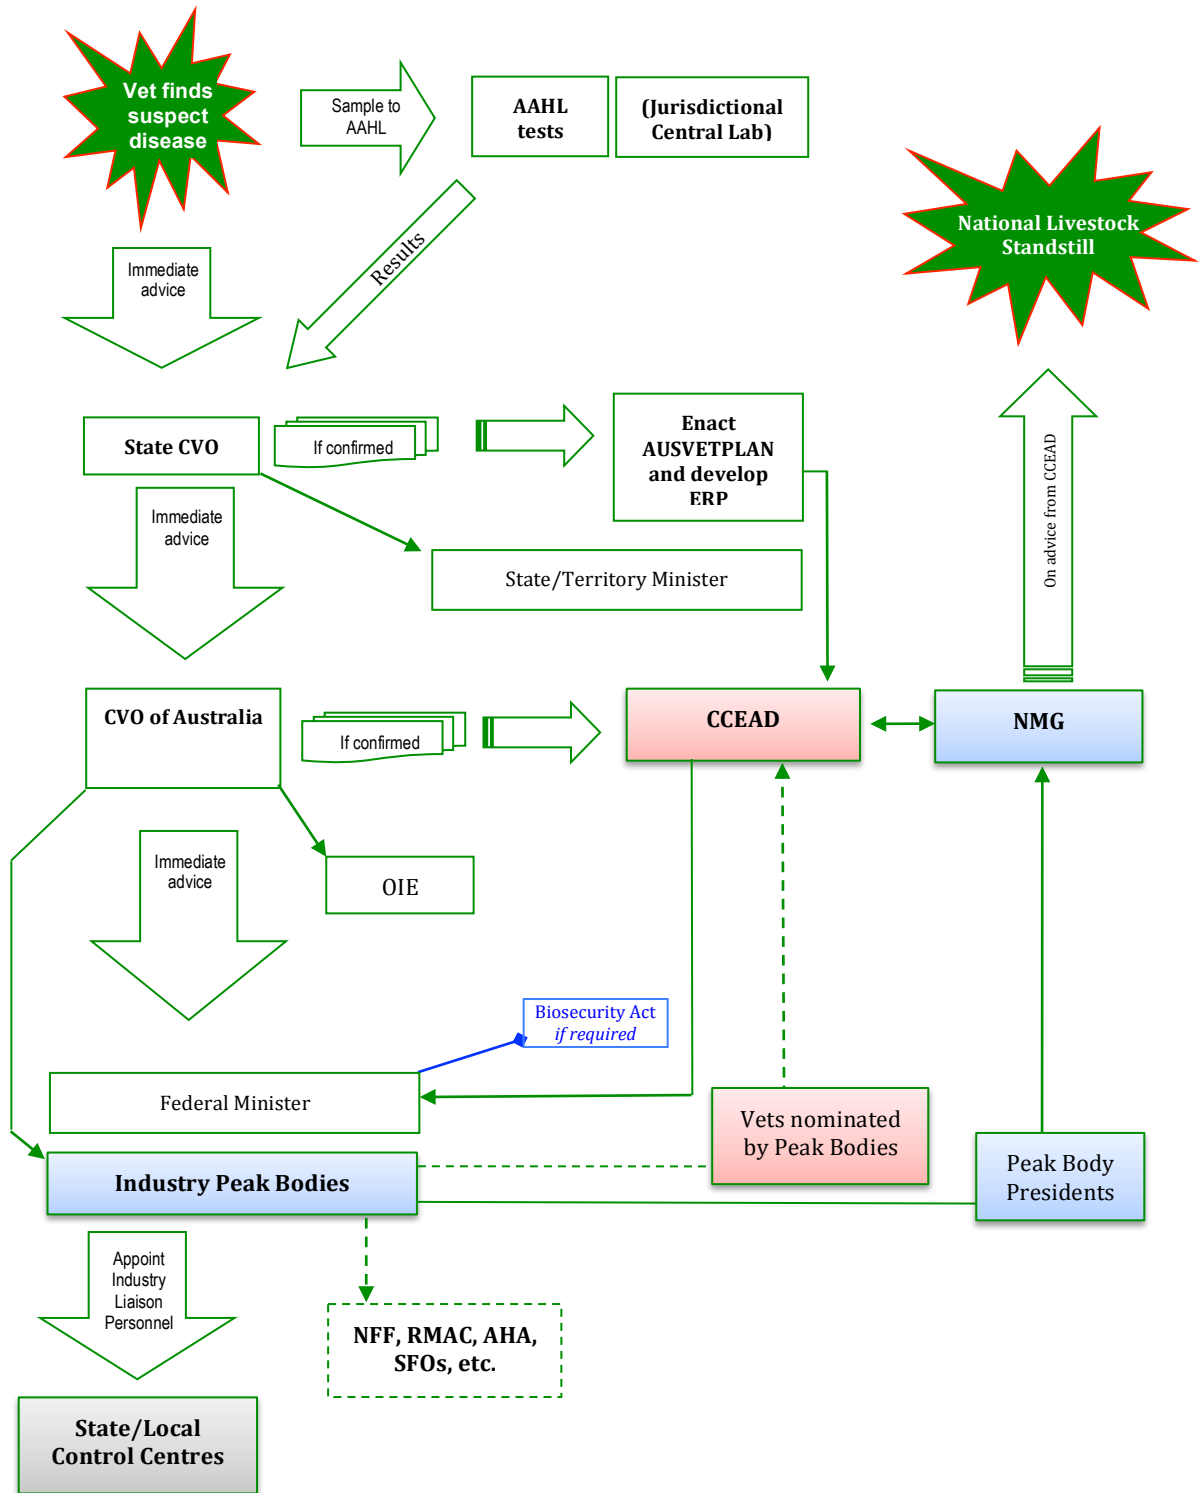 Vet finds
suspect
disease
Sample to
AAHL
AAHL
tests
(Jurisdictional
Central Lab)
National Livestock
Standstill
Immediate
advice
Results
State CVO
If confirmed
Enact
AUSVETPLAN
and develop
ERP
On advice from CCEAD
Immediate
advice
State/Territory Minister
CVO of Australia
If confirmed
CCEAD
NMG
Immediate
advice
OIE
Biosecurity Act
if required
Federal Minister
Vets nominated
by Peak Bodies
Peak Body
Presidents
Industry Peak Bodies
Appoint
Industry
Liaison
Personnel
NFF, RMAC, AHA,
SFOs, etc.
State/Local
Control Centres